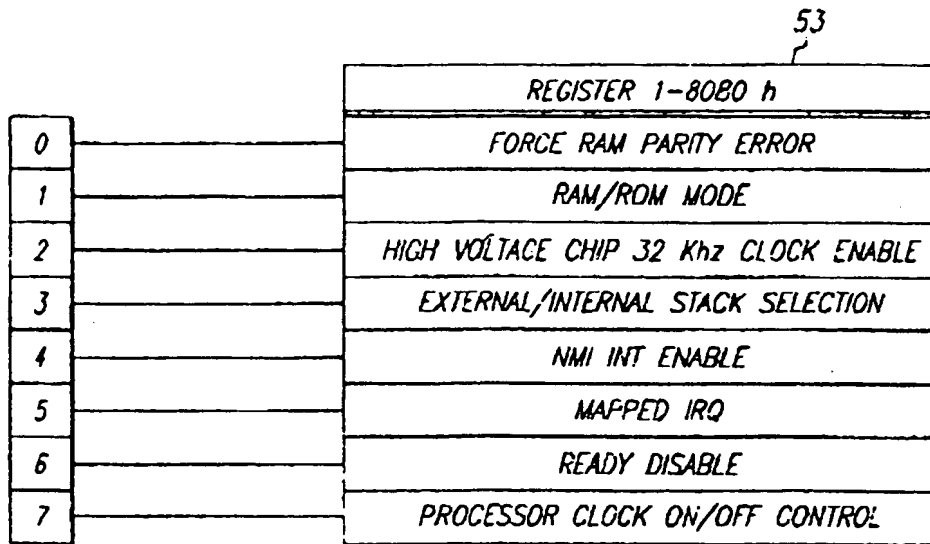 53
REGISTER 1-8080 h
0 FORCE RAM PARITY ERROR
1 RAM/ROM MODE
2 HIGH VOLTACE CHIP 32 Khz CLOCK ENABLE
3 EXTERNAL/INTERNAL STACK SELECTION
4 NMI INT ENABLE
5 MAPPED IRQ
6 READY DISABLE
7 PROCESSOR CLOCK ON/OFF CONTROL